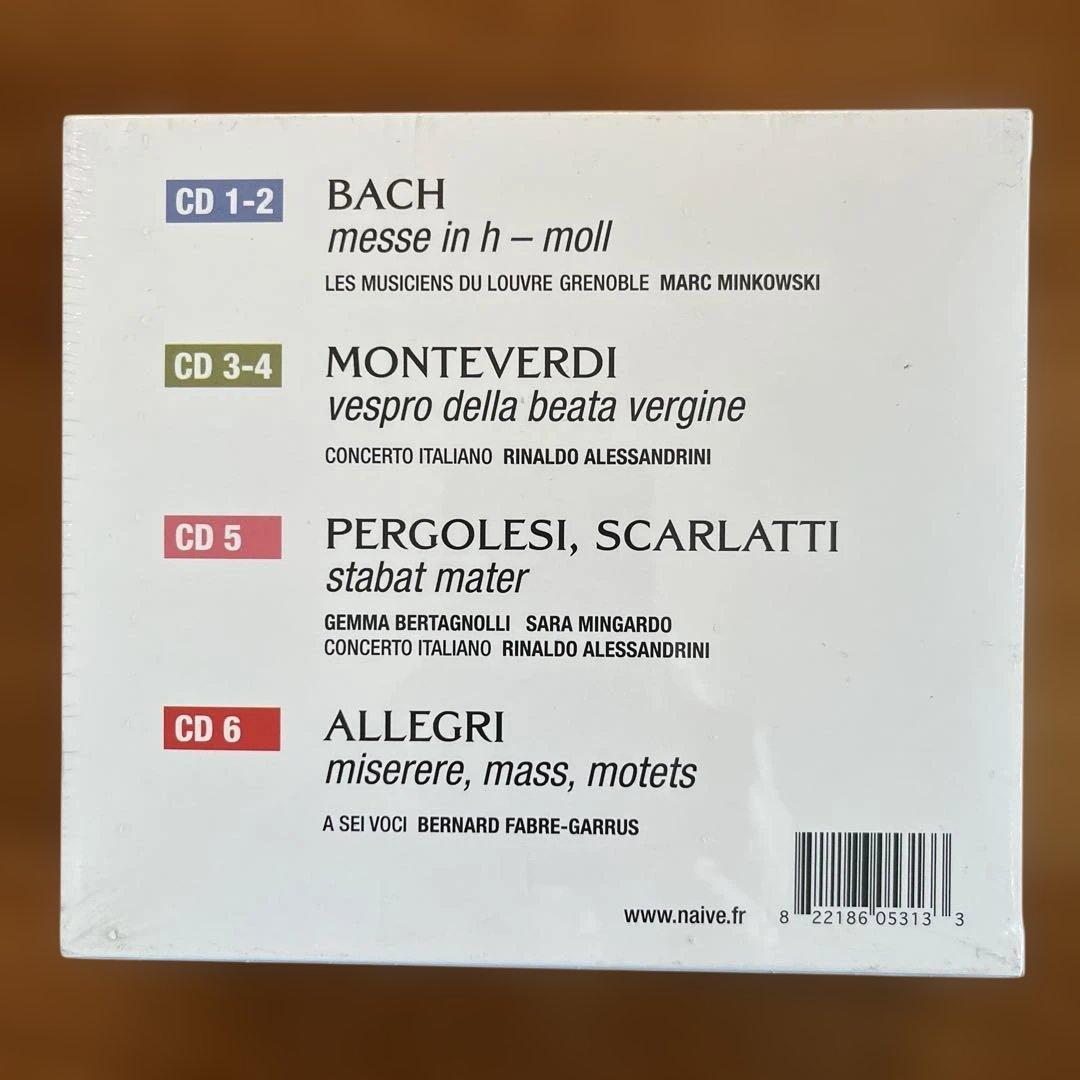 CD 1-2
BACH
messe in h – moll
LES MUSICIENS DU LOUVRE GRENOBLE MARC MINKOWSKI
CD 3-4
MONTEVERDI
vespro della beata vergine
CONCERTO ITALIANO RINALDO ALESSANDRINI
CD 5
PERGOLESI, SCARLATTI
stabat mater
GEMMA BERTAGNOLLI SARA MINGARDO
CONCERTO ITALIANO RINALDO ALESSANDRINI
CD 6
ALLEGRI
miserere, mass, motets
A SEI VOCI BERNARD FABRE-GARRUS
www.naive.fr 8 22186 05313 3